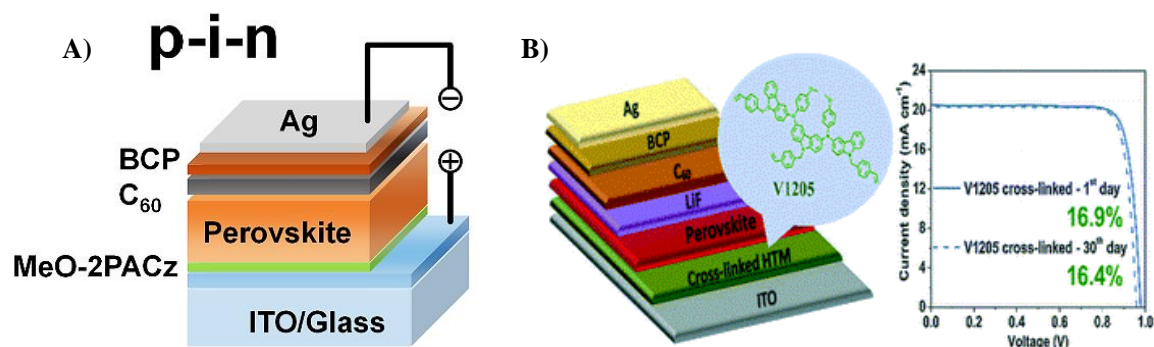 A)
p-i-n
Ag
BCP
C60
Perovskite
MeO-2PACz
ITO/Glass
⊖
⊕
B)
Ag
BCP
C60
LiF
Perovskite
Cross-linked HTM
ITO
V1205
Current density (mA cm⁻²)
24
20
16
12
8
4
0
V1205 cross-linked - 1st day
16.9%
V1205 cross-linked - 30th day
16.4%
0.0 0.2 0.4 0.6 0.8 1.0
Voltage (V)